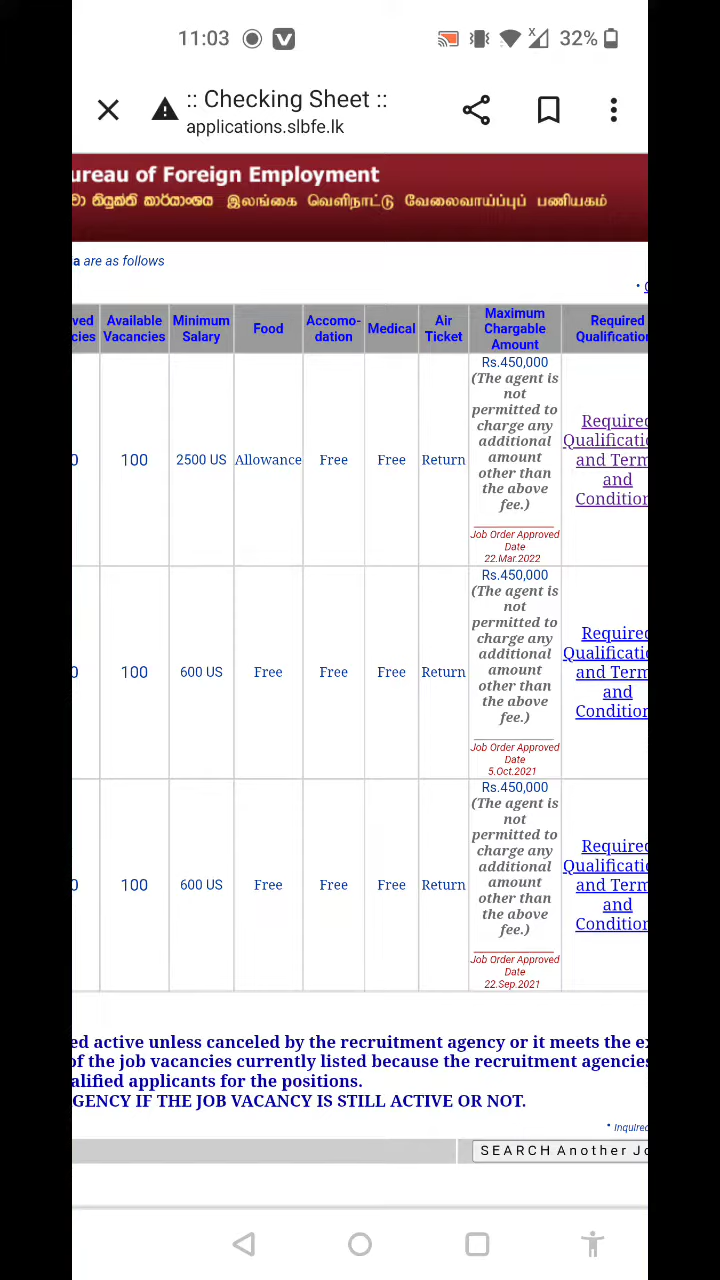 11:03
x
32%
:: Checking Sheet ::
applications.slbfe.lk
ureau of Foreign Employment
நியுක්ති කාර්යාංශය இலங்கை வெளிநாட்டு வேலைவாய்ப்புப் பணியகம்
a are as follows
ved
cies
Available
Vacancies
Minimum
Salary
Food
Accomo-
dation
Medical
Air
Ticket
Maximum
Chargable
Amount
Required
Qualification
0
100
2500 US
Allowance
Free
Free
Return
Rs.450,000
(The agent is
not
permitted to
charge any
additional
amount
other than
the above
fee.)
Job Order Approved
Date
22.Mar.2022
Required
Qualificatio
and Term
and
Condition
0
100
600 US
Free
Free
Free
Return
Rs.450,000
(The agent is
not
permitted to
charge any
additional
amount
other than
the above
fee.)
Job Order Approved
Date
5.Oct.2021
Required
Qualificatio
and Term
and
Condition
0
100
600 US
Free
Free
Free
Return
Rs.450,000
(The agent is
not
permitted to
charge any
additional
amount
other than
the above
fee.)
Job Order Approved
Date
22.Sep.2021
Required
Qualificatio
and Term
and
Condition
ed active unless canceled by the recruitment agency or it meets the e
of the job vacancies currently listed because the recruitment agencies
alified applicants for the positions.
GENCY IF THE JOB VACANCY IS STILL ACTIVE OR NOT.
• Inquired
SEARCH Another Jo